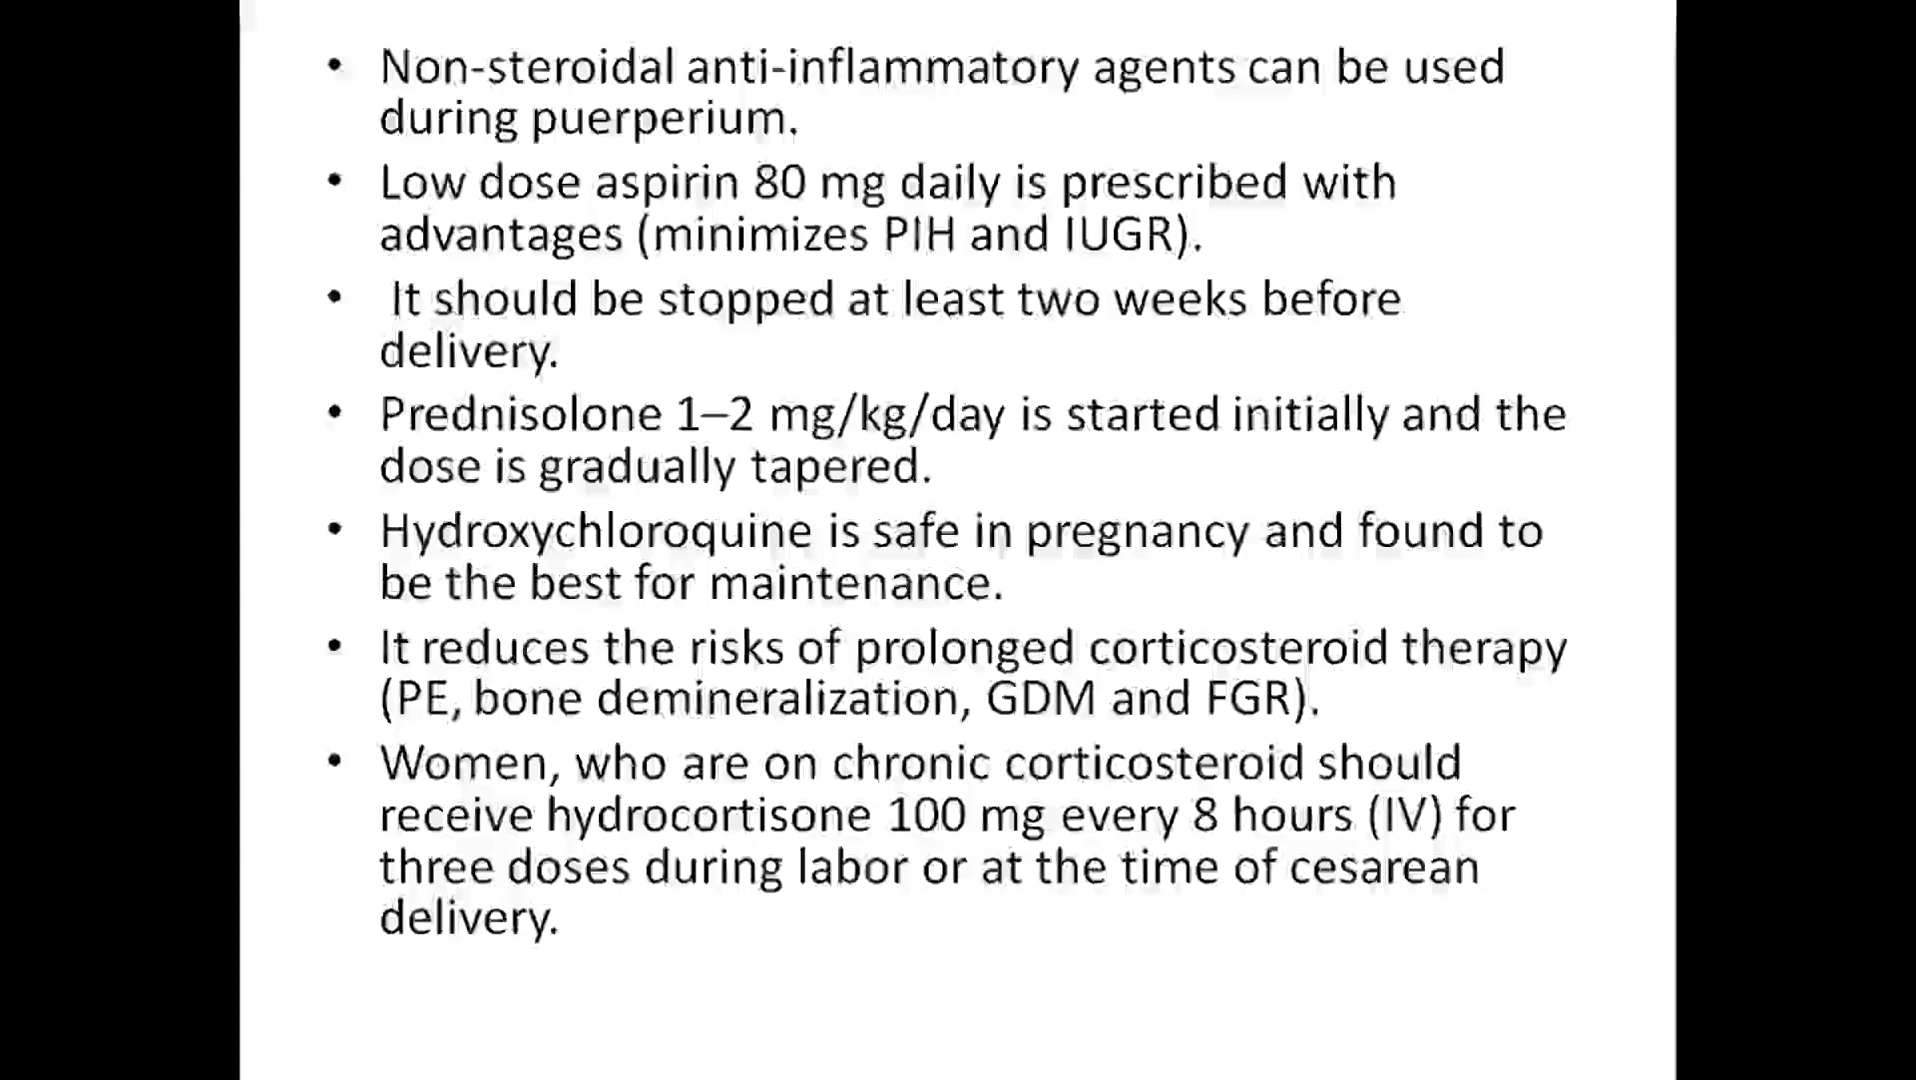 • Non-steroidal anti-inflammatory agents can be used
during puerperium.
• Low dose aspirin 80 mg daily is prescribed with
advantages (minimizes PIH and IUGR).
• It should be stopped at least two weeks before
delivery.
• Prednisolone 1–2 mg/kg/day is started initially and the
dose is gradually tapered.
• Hydroxychloroquine is safe in pregnancy and found to
be the best for maintenance.
• It reduces the risks of prolonged corticosteroid therapy
(PE, bone demineralization, GDM and FGR).
• Women, who are on chronic corticosteroid should
receive hydrocortisone 100 mg every 8 hours (IV) for
three doses during labor or at the time of cesarean
delivery.